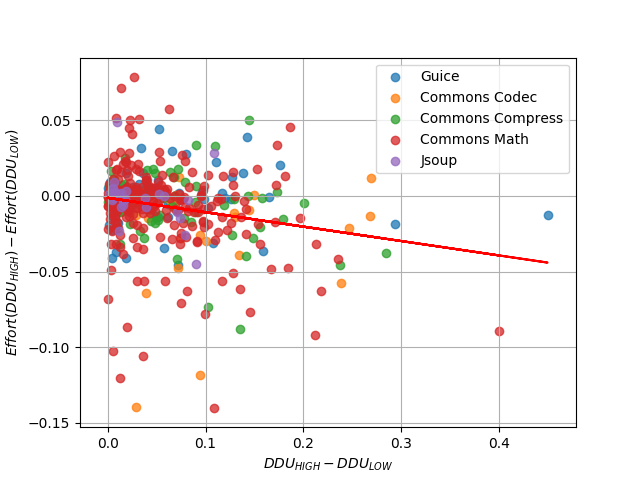 Guice
Commons Codec
Commons Compress
Commons Math
Jsoup
0.05
0.00
−0.05
−0.10
−0.15
Effort(DDU_HIGH) − Effort(DDU_LOW)
0.0 0.1 0.2 0.3 0.4
DDU_HIGH − DDU_LOW